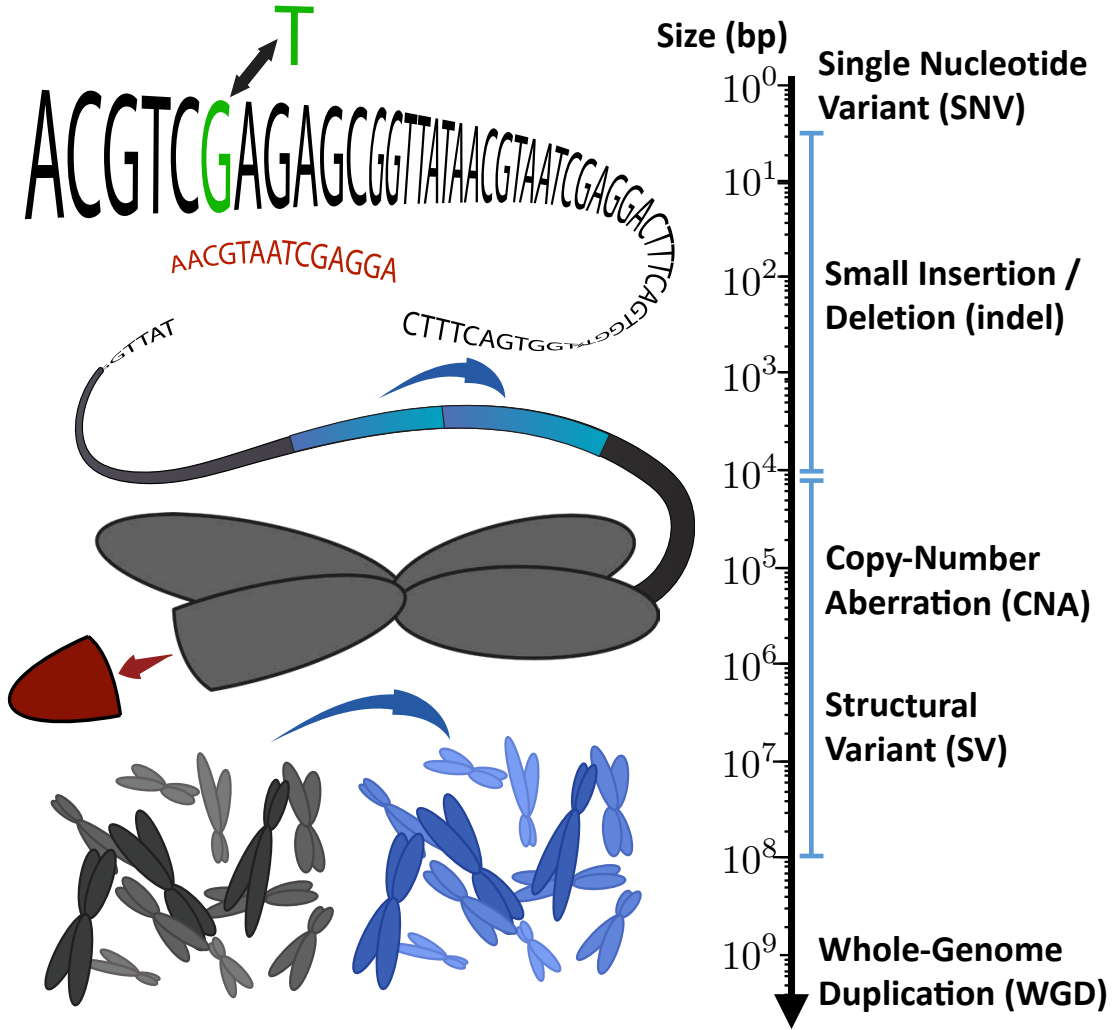 T
Size (bp)
Single Nucleotide
Variant (SNV)
10^0
ACGTCGAGAGCGGTTATAACGTAATCGAGGACTTTCAGTGG
10^1
AACGTAATCGAGGA
10^2
Small Insertion /
Deletion (indel)
CTTTCAGTGG
GTTAT
10^3
10^4
10^5
Copy-Number
Aberration (CNA)
10^6
Structural
Variant (SV)
10^7
10^8
10^9
Whole-Genome
Duplication (WGD)